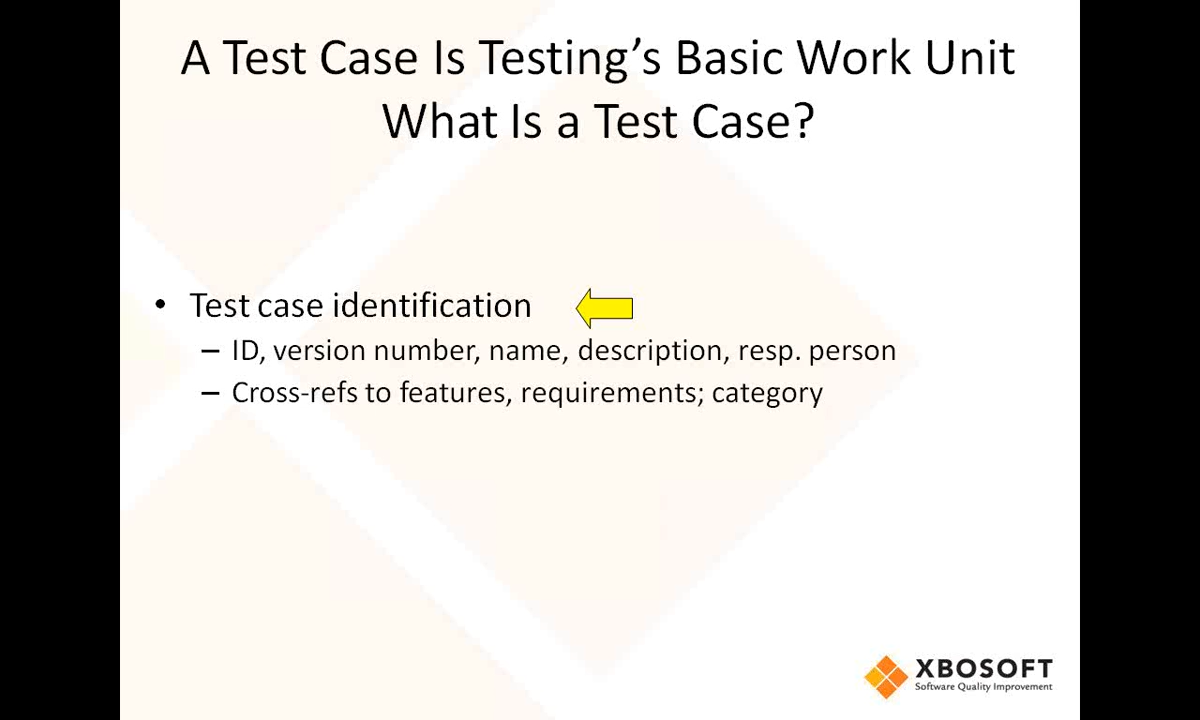 A Test Case Is Testing’s Basic Work Unit
What Is a Test Case?
• Test case identification
– ID, version number, name, description, resp. person
– Cross-refs to features, requirements; category
XBOSOFT
Software Quality Improvement